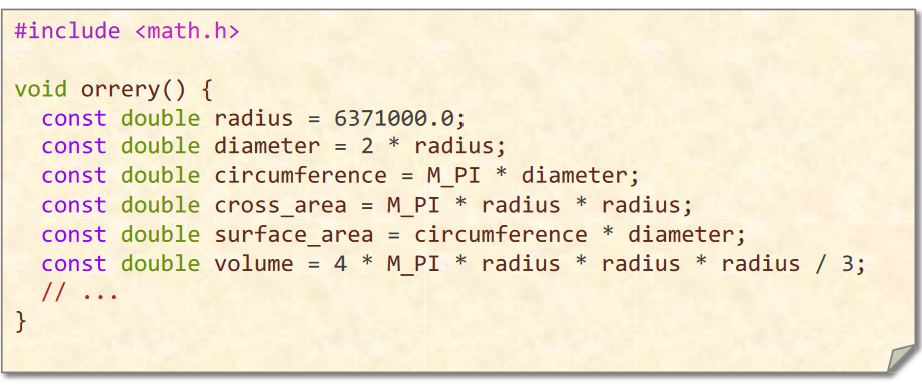 #include <math.h>
void orrery() {
const double radius = 6371000.0;
const double diameter = 2 * radius;
const double circumference = M_PI * diameter;
const double cross_area = M_PI * radius * radius;
const double surface_area = circumference * diameter;
const double volume = 4 * M_PI * radius * radius * radius / 3;
// ...
}